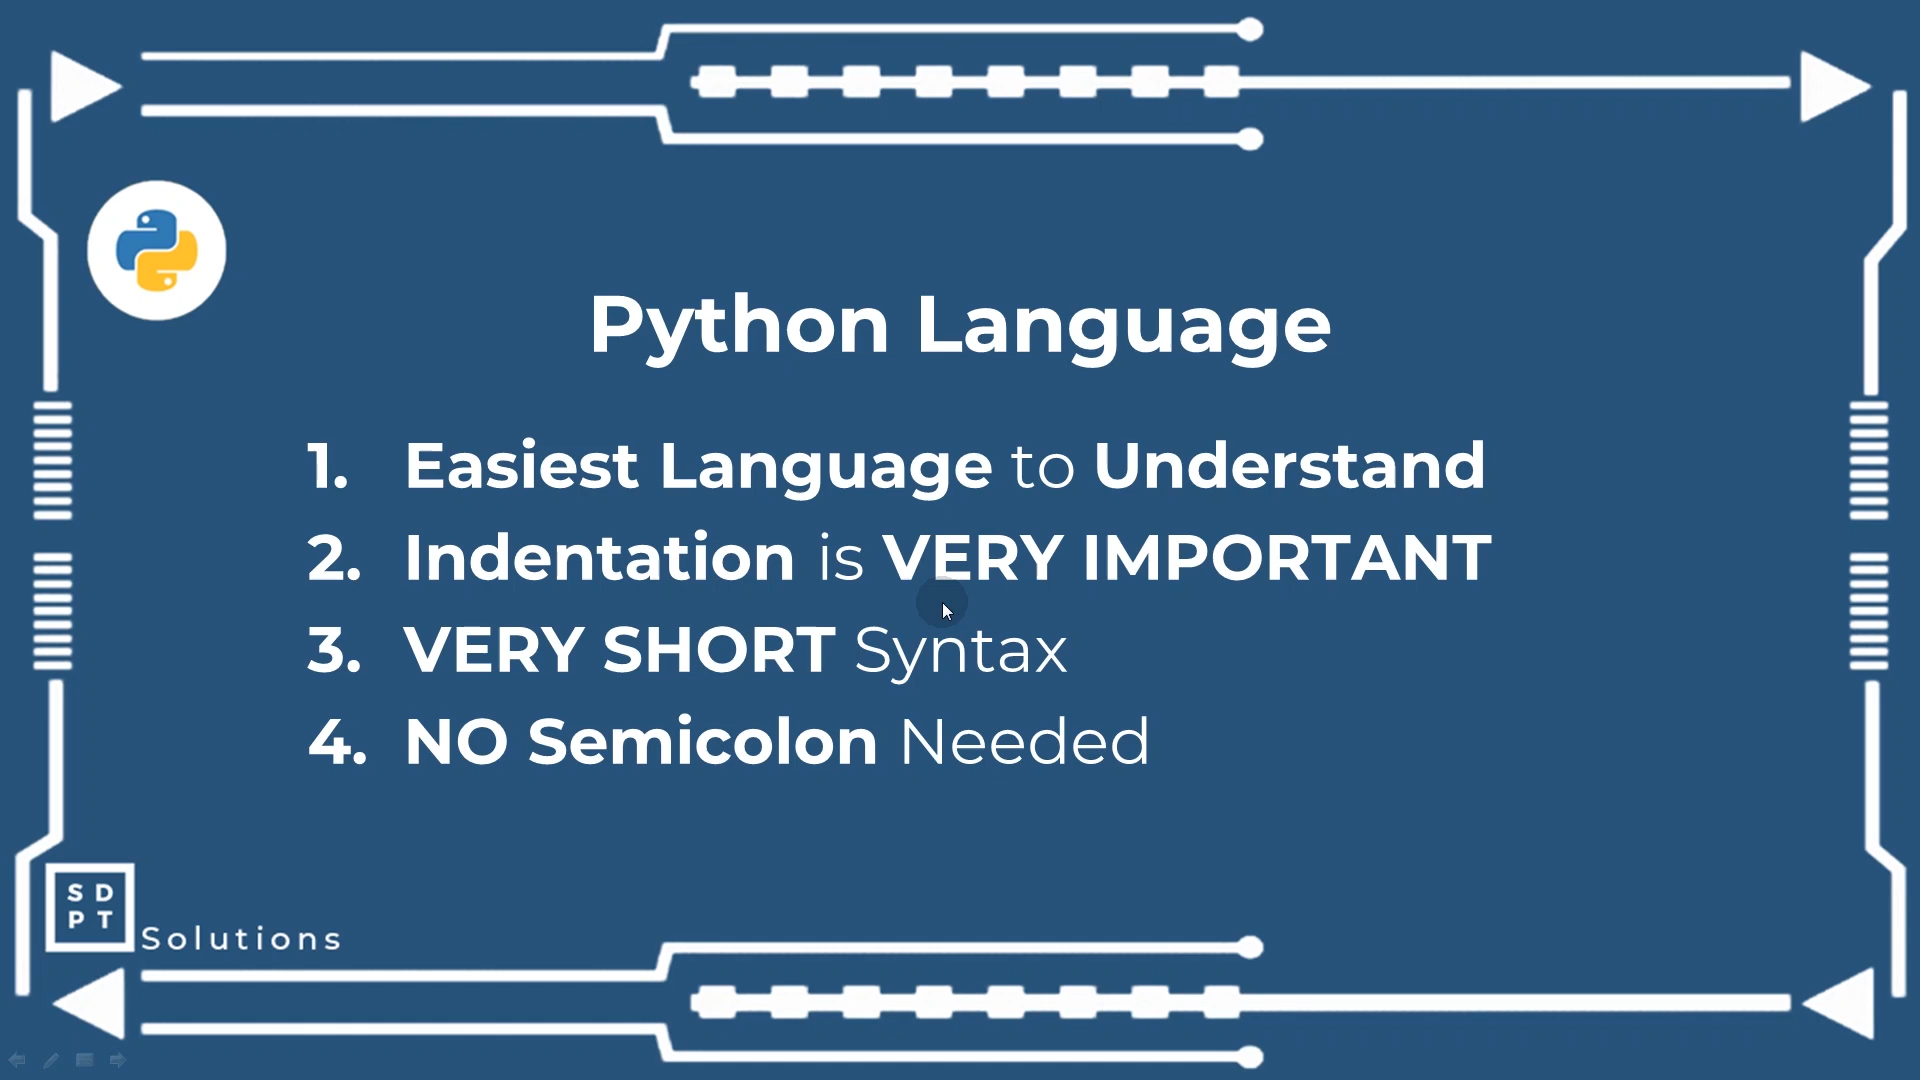 Python Language
1. Easiest Language to Understand
2. Indentation is VERY IMPORTANT
3. VERY SHORT Syntax
4. NO Semicolon Needed
S D
P T
Solutions